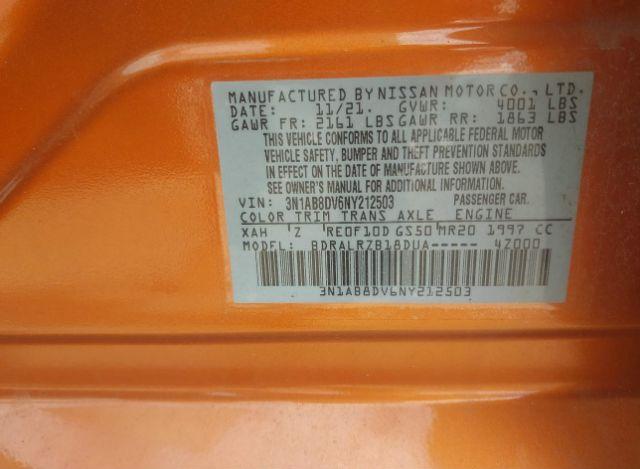 MANUFACTURED BY NISSAN MOTOR CO., LTD.
DATE: 11/21. GVWR: 4001 LBS
GAWR FR: 2161 LBS GAWR RR: 1863 LBS
THIS VEHICLE CONFORMS TO ALL APPLICABLE FEDERAL MOTOR
VEHICLE SAFETY, BUMPER AND THEFT PREVENTION STANDARDS
IN EFFECT ON THE DATE OF MANUFACTURE SHOWN ABOVE.
SEE OWNER'S MANUAL FOR ADDITIONAL INFORMATION.
VIN: 3N1AB8DV6NY212503 PASSENGER CAR.
COLOR TRIM TRANS AXLE ENGINE
XAH Z RE0F10D GS50 MR20 1997 CC
MODEL: BDRALRZB18DUA----- 4Z000
3N1AB8DV6NY212503